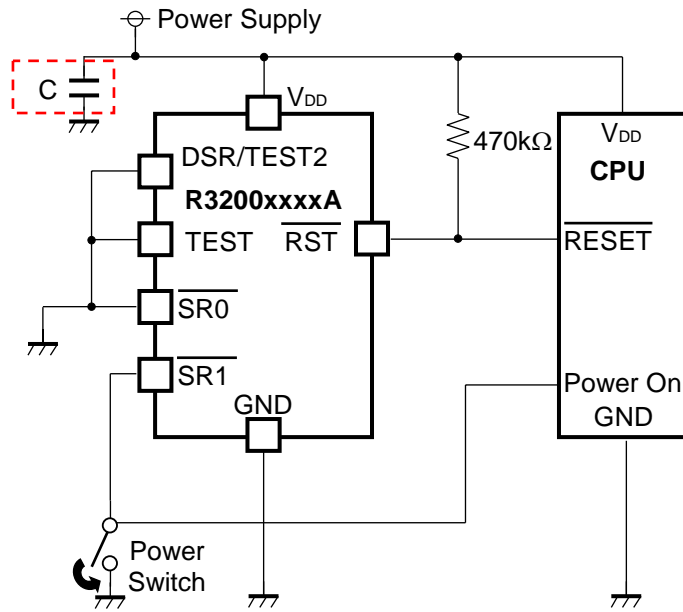 Power Supply
C
VDD
DSR/TEST2
R3200xxxxA
TEST
RST
SR0
SR1
GND
470kΩ
VDD
CPU
RESET
Power On
GND
Power
Switch